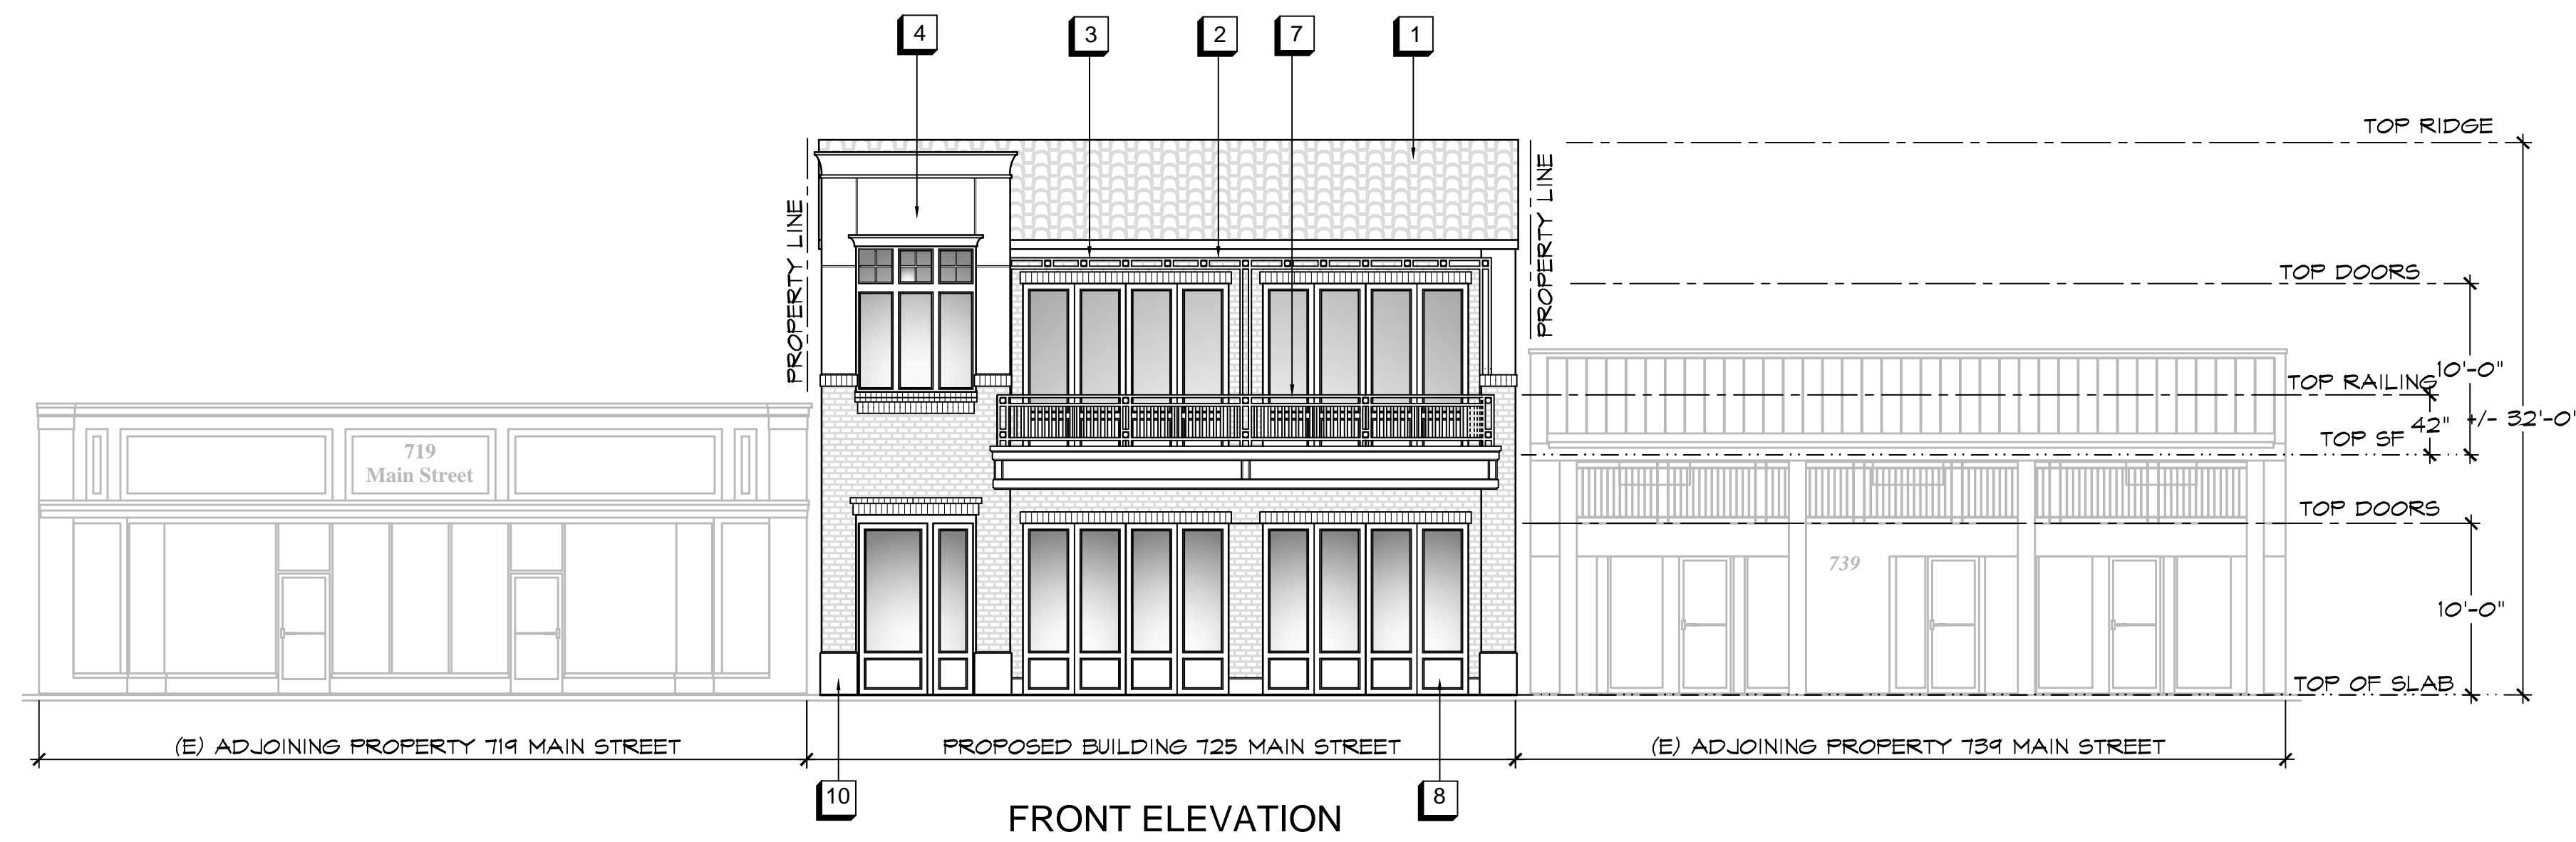 4
3
2
7
1
TOP RIDGE
PROPERTY LINE
PROPERTY LINE
TOP DOORS
10'-0"
TOP RAILING
42"
+/- 32'-0"
TOP SF
719
Main Street
TOP DOORS
739
10'-0"
TOP OF SLAB
(E) ADJOINING PROPERTY 719 MAIN STREET
PROPOSED BUILDING 725 MAIN STREET
(E) ADJOINING PROPERTY 739 MAIN STREET
10
8
FRONT ELEVATION